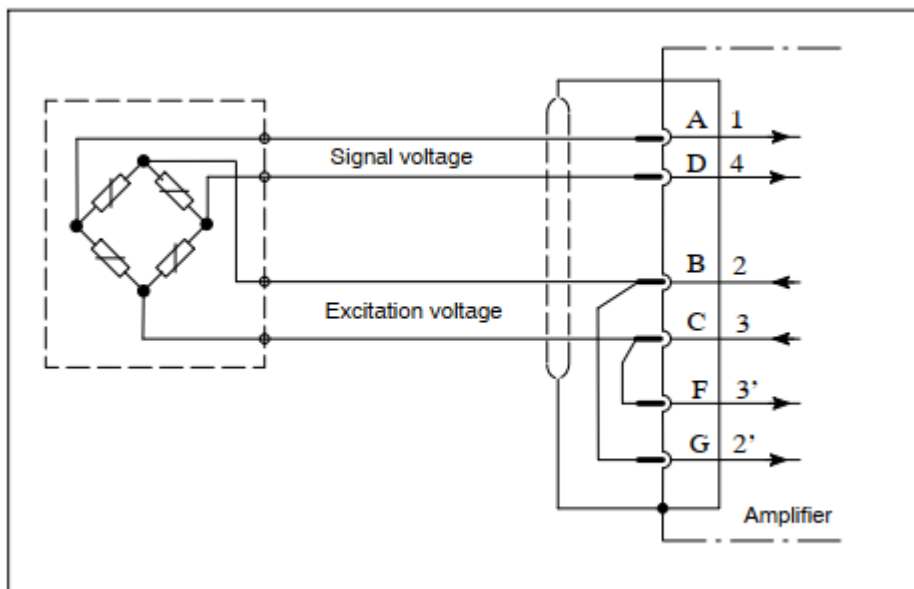 A 1
Signal voltage
D 4
B 2
Excitation voltage
C 3
F 3’
G 2’
Amplifier